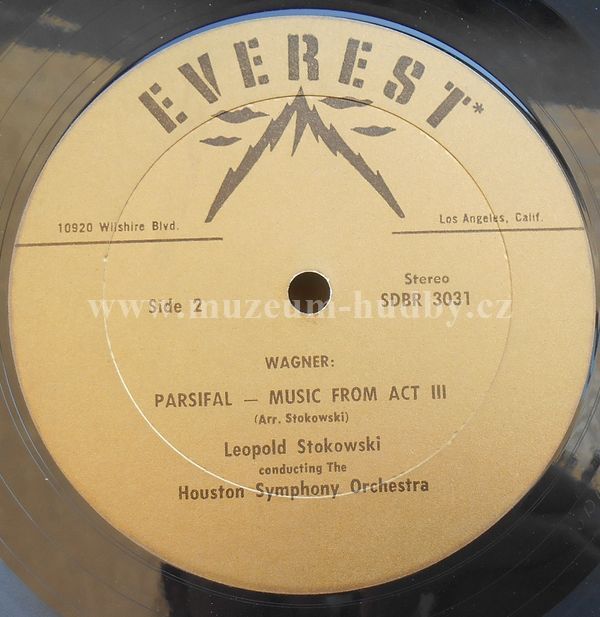 EVEREST*
10920 Wilshire Blvd.
Los Angeles, Calif.
Side 2
Stereo
SDBR 3031
www.muzeum-hudby.cz
WAGNER:
PARSIFAL — MUSIC FROM ACT III
(Arr. Stokowski)
Leopold Stokowski
conducting The
Houston Symphony Orchestra